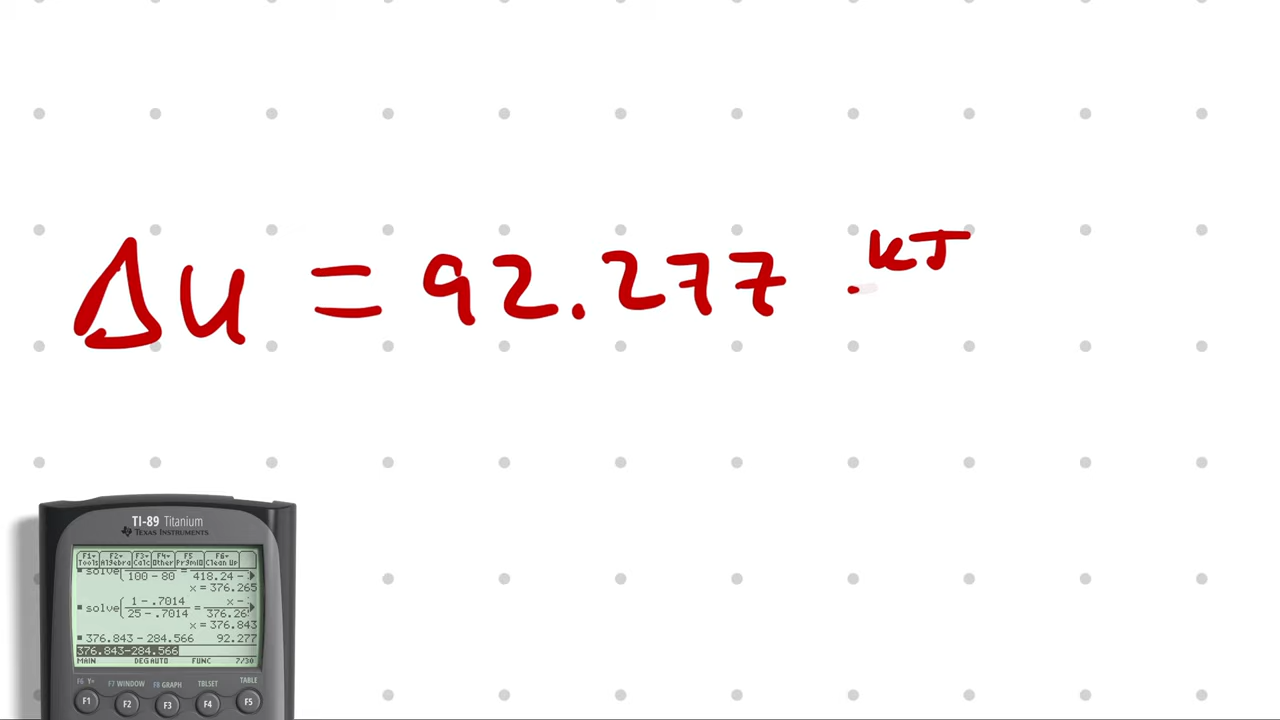 Δu = 92.277 kJ
TI-89 Titanium
TEXAS INSTRUMENTS
F1▾ F2▾ F3▾ F4▾ F5 F6▾
Tools Algebra Calc Other PrgmIO Clean Up
▪ solve(100 - 80 = 418.24 - ▸
x = 376.265
▪ solve(1 - .7014 / 25 - .7014 = x - / 376.26 ▸
x = 376.843
▪ 376.843 - 284.566 92.277
376.843-284.566
MAIN DEG AUTO FUNC 7/30
F6 Y= F7 WINDOW F8 GRAPH TBLSET TABLE
F1 F2 F3 F4 F5